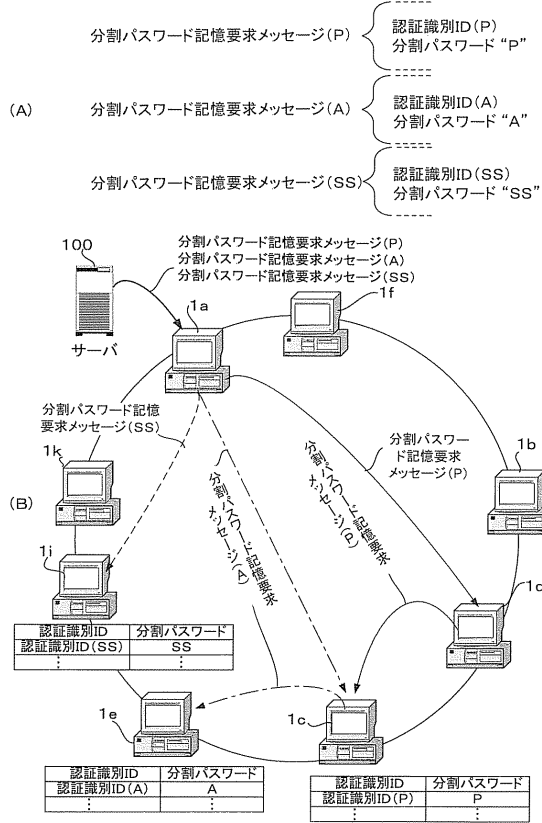 分割パスワード記憶要求メッセージ(P)
認証識別ID(P)
分割パスワード “P”
(A)
分割パスワード記憶要求メッセージ(A)
認証識別ID(A)
分割パスワード “A”
分割パスワード記憶要求メッセージ(SS)
認証識別ID(SS)
分割パスワード “SS”
100
分割パスワード記憶要求メッセージ(P)
分割パスワード記憶要求メッセージ(A)
分割パスワード記憶要求メッセージ(SS)
サーバ
1a
1f
分割パスワード記憶
要求メッセージ(SS)
1k
分割パスワー
ド記憶要求
メッセージ(P)
1b
(B)
分割パスワード記憶要求
メッセージ(A)
分割パスワード記憶要求
メッセージ(P)
1i
1d
認証識別ID 分割パスワード
認証識別ID(SS) SS
⋮ ⋮
1e
1c
認証識別ID 分割パスワード
認証識別ID(A) A
⋮ ⋮
認証識別ID 分割パスワード
認証識別ID(P) P
⋮ ⋮